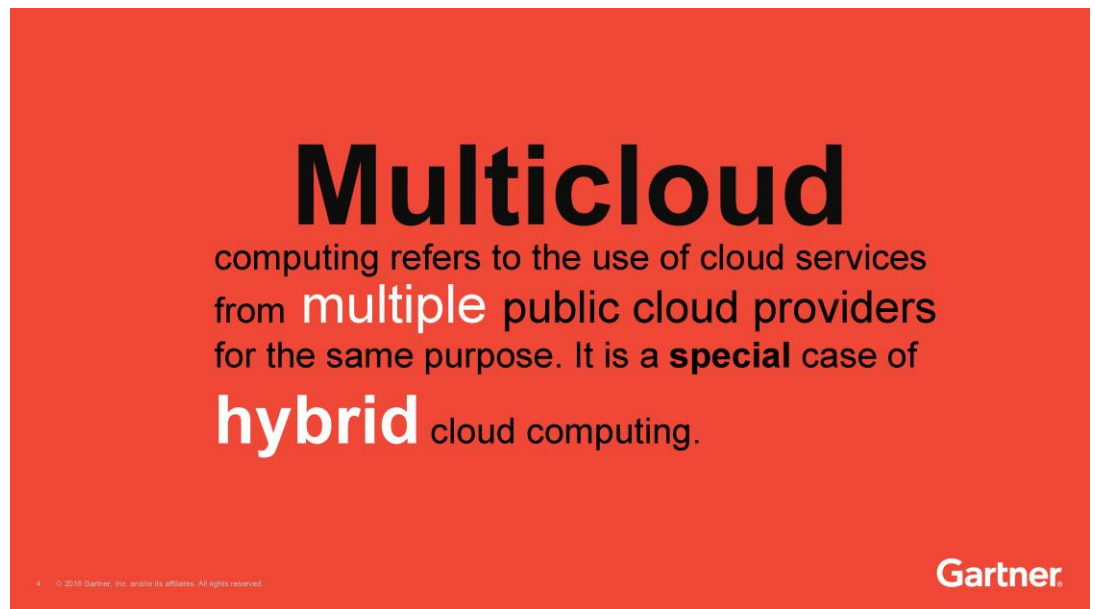 Multicloud
computing refers to the use of cloud services
from multiple public cloud providers
for the same purpose. It is a special case of
hybrid cloud computing.
4 © 2018 Gartner, Inc. and/or its affiliates. All rights reserved.
Gartner